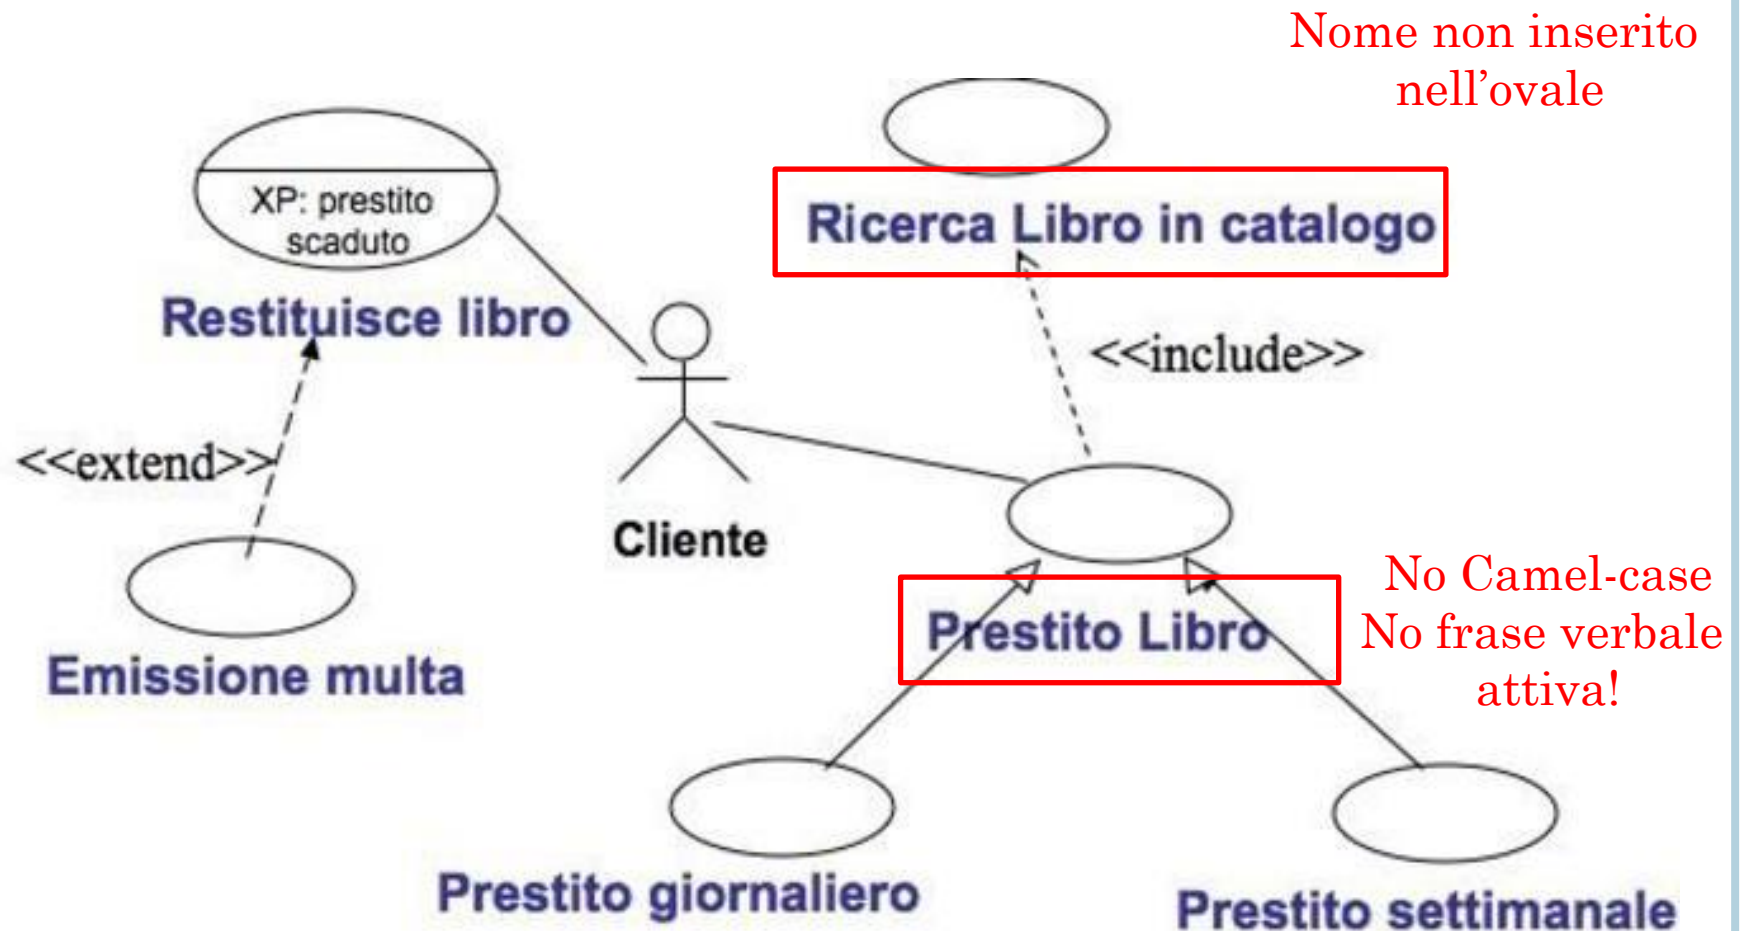 Nome non inserito
nell'ovale
XP: prestito
scaduto
Ricerca Libro in catalogo
Restituisce libro
<<include>>
<<extend>>
Cliente
No Camel-case
No frase verbale
attiva!
Prestito Libro
Emissione multa
Prestito giornaliero
Prestito settimanale